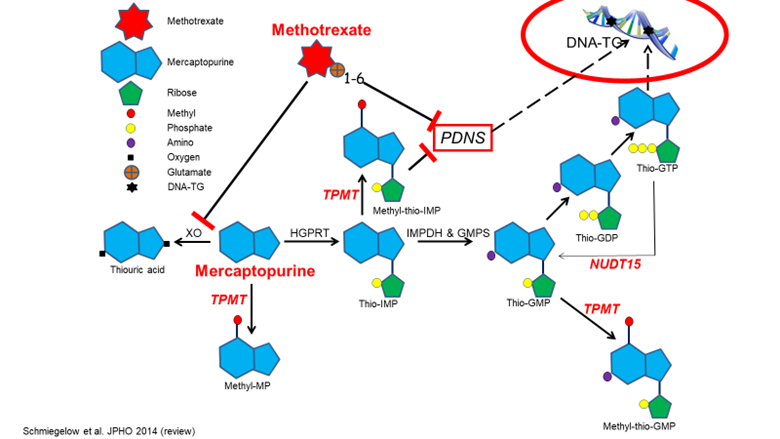 Methotrexate
Mercaptopurine
Ribose
Methyl
Phosphate
Amino
Oxygen
Glutamate
DNA-TG
Methotrexate
1-6
DNA-TG
PDNS
TPMT
Methyl-thio-IMP
Thio-GTP
Thio-GDP
XO
HGPRT
IMPDH & GMPS
Thiouric acid
Mercaptopurine
Thio-IMP
Thio-GMP
NUDT15
TPMT
TPMT
Methyl-MP
Methyl-thio-GMP
Schmiegelow et al. JPHO 2014 (review)